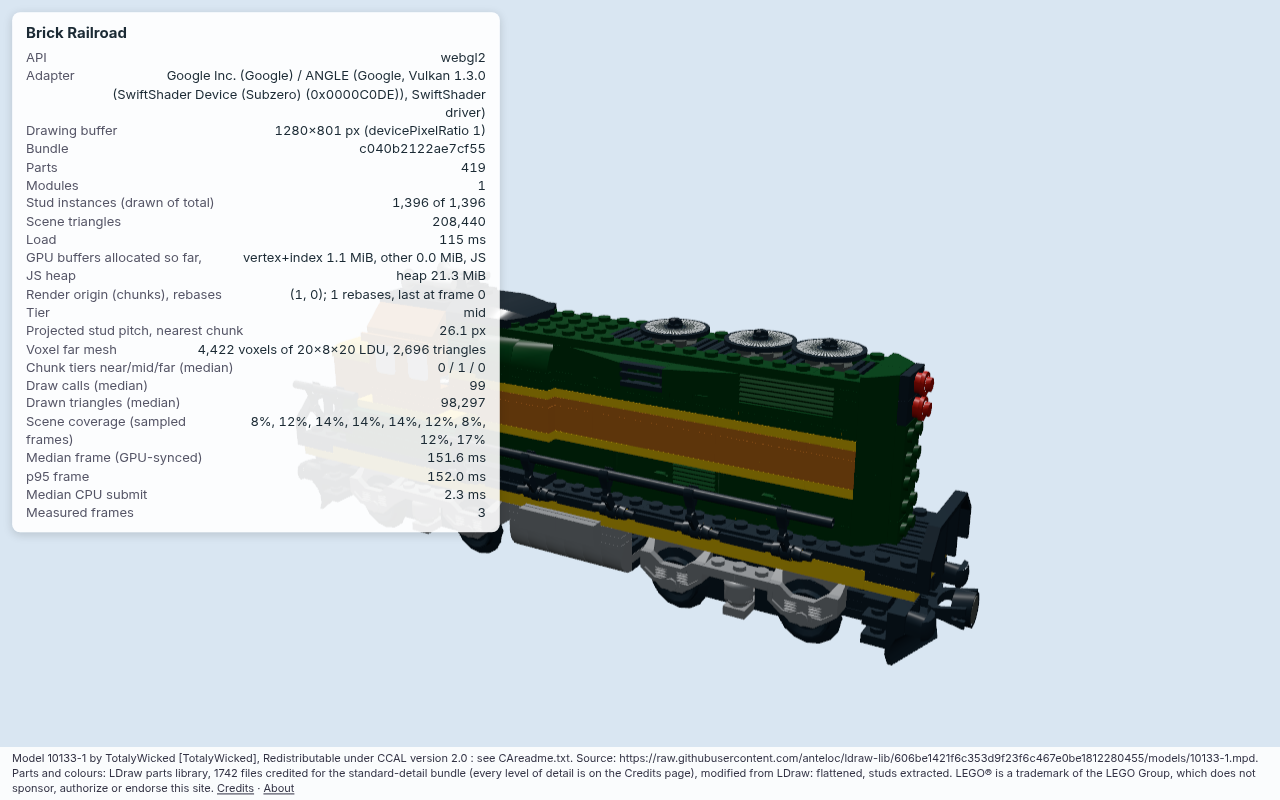 Brick Railroad
API webgl2
Adapter Google Inc. (Google) / ANGLE (Google, Vulkan 1.3.0
(SwiftShader Device (Subzero) (0x0000C0DE)), SwiftShader
driver)
Drawing buffer 1280×801 px (devicePixelRatio 1)
Bundle c040b2122ae7cf55
Parts 419
Modules 1
Stud instances (drawn of total) 1,396 of 1,396
Scene triangles 208,440
Load 115 ms
GPU buffers allocated so far, vertex+index 1.1 MiB, other 0.0 MiB, JS
JS heap heap 21.3 MiB
Render origin (chunks), rebases (1, 0); 1 rebases, last at frame 0
Tier mid
Projected stud pitch, nearest chunk 26.1 px
Voxel far mesh 4,422 voxels of 20×8×20 LDU, 2,696 triangles
Chunk tiers near/mid/far (median) 0 / 1 / 0
Draw calls (median) 99
Drawn triangles (median) 98,297
Scene coverage (sampled 8%, 12%, 14%, 14%, 14%, 12%, 8%,
frames) 12%, 17%
Median frame (GPU-synced) 151.6 ms
p95 frame 152.0 ms
Median CPU submit 2.3 ms
Measured frames 3
Model 10133-1 by TotalyWicked [TotalyWicked], Redistributable under CCAL version 2.0 : see CAreadme.txt. Source: https://raw.githubusercontent.com/anteloc/ldraw-lib/606be1421f6c353d9f23f6c467e0be1812280455/models/10133-1.mpd.
Parts and colours: LDraw parts library, 1742 files credited for the standard-detail bundle (every level of detail is on the Credits page), modified from LDraw: flattened, studs extracted. LEGO® is a trademark of the LEGO Group, which does not
sponsor, authorize or endorse this site. Credits · About